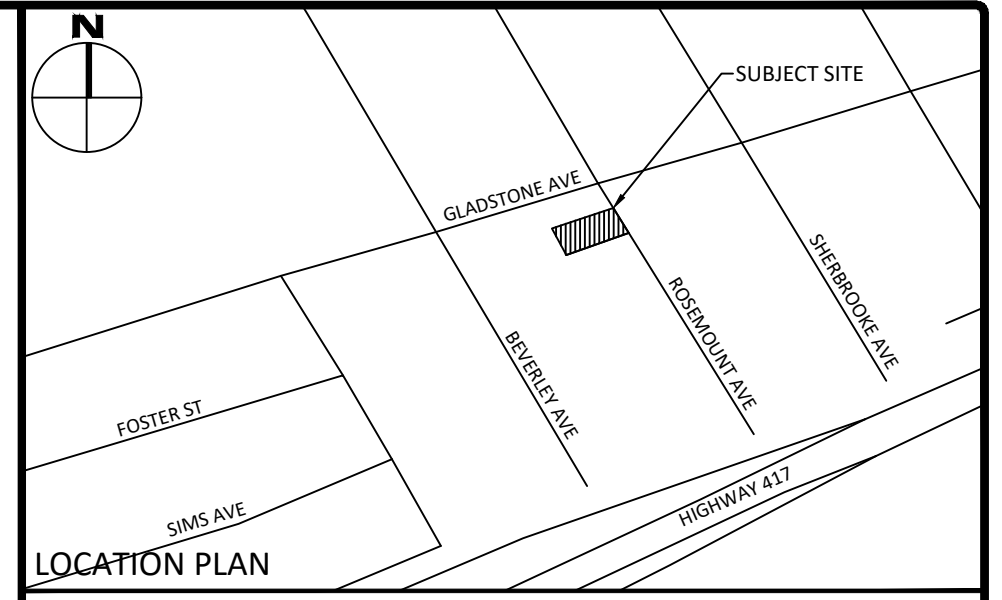 N
SUBJECT SITE
GLADSTONE AVE
SHERBROOKE AVE
ROSEMOUNT AVE
BEVERLEY AVE
FOSTER ST
HIGHWAY 417
SIMS AVE
LOCATION PLAN